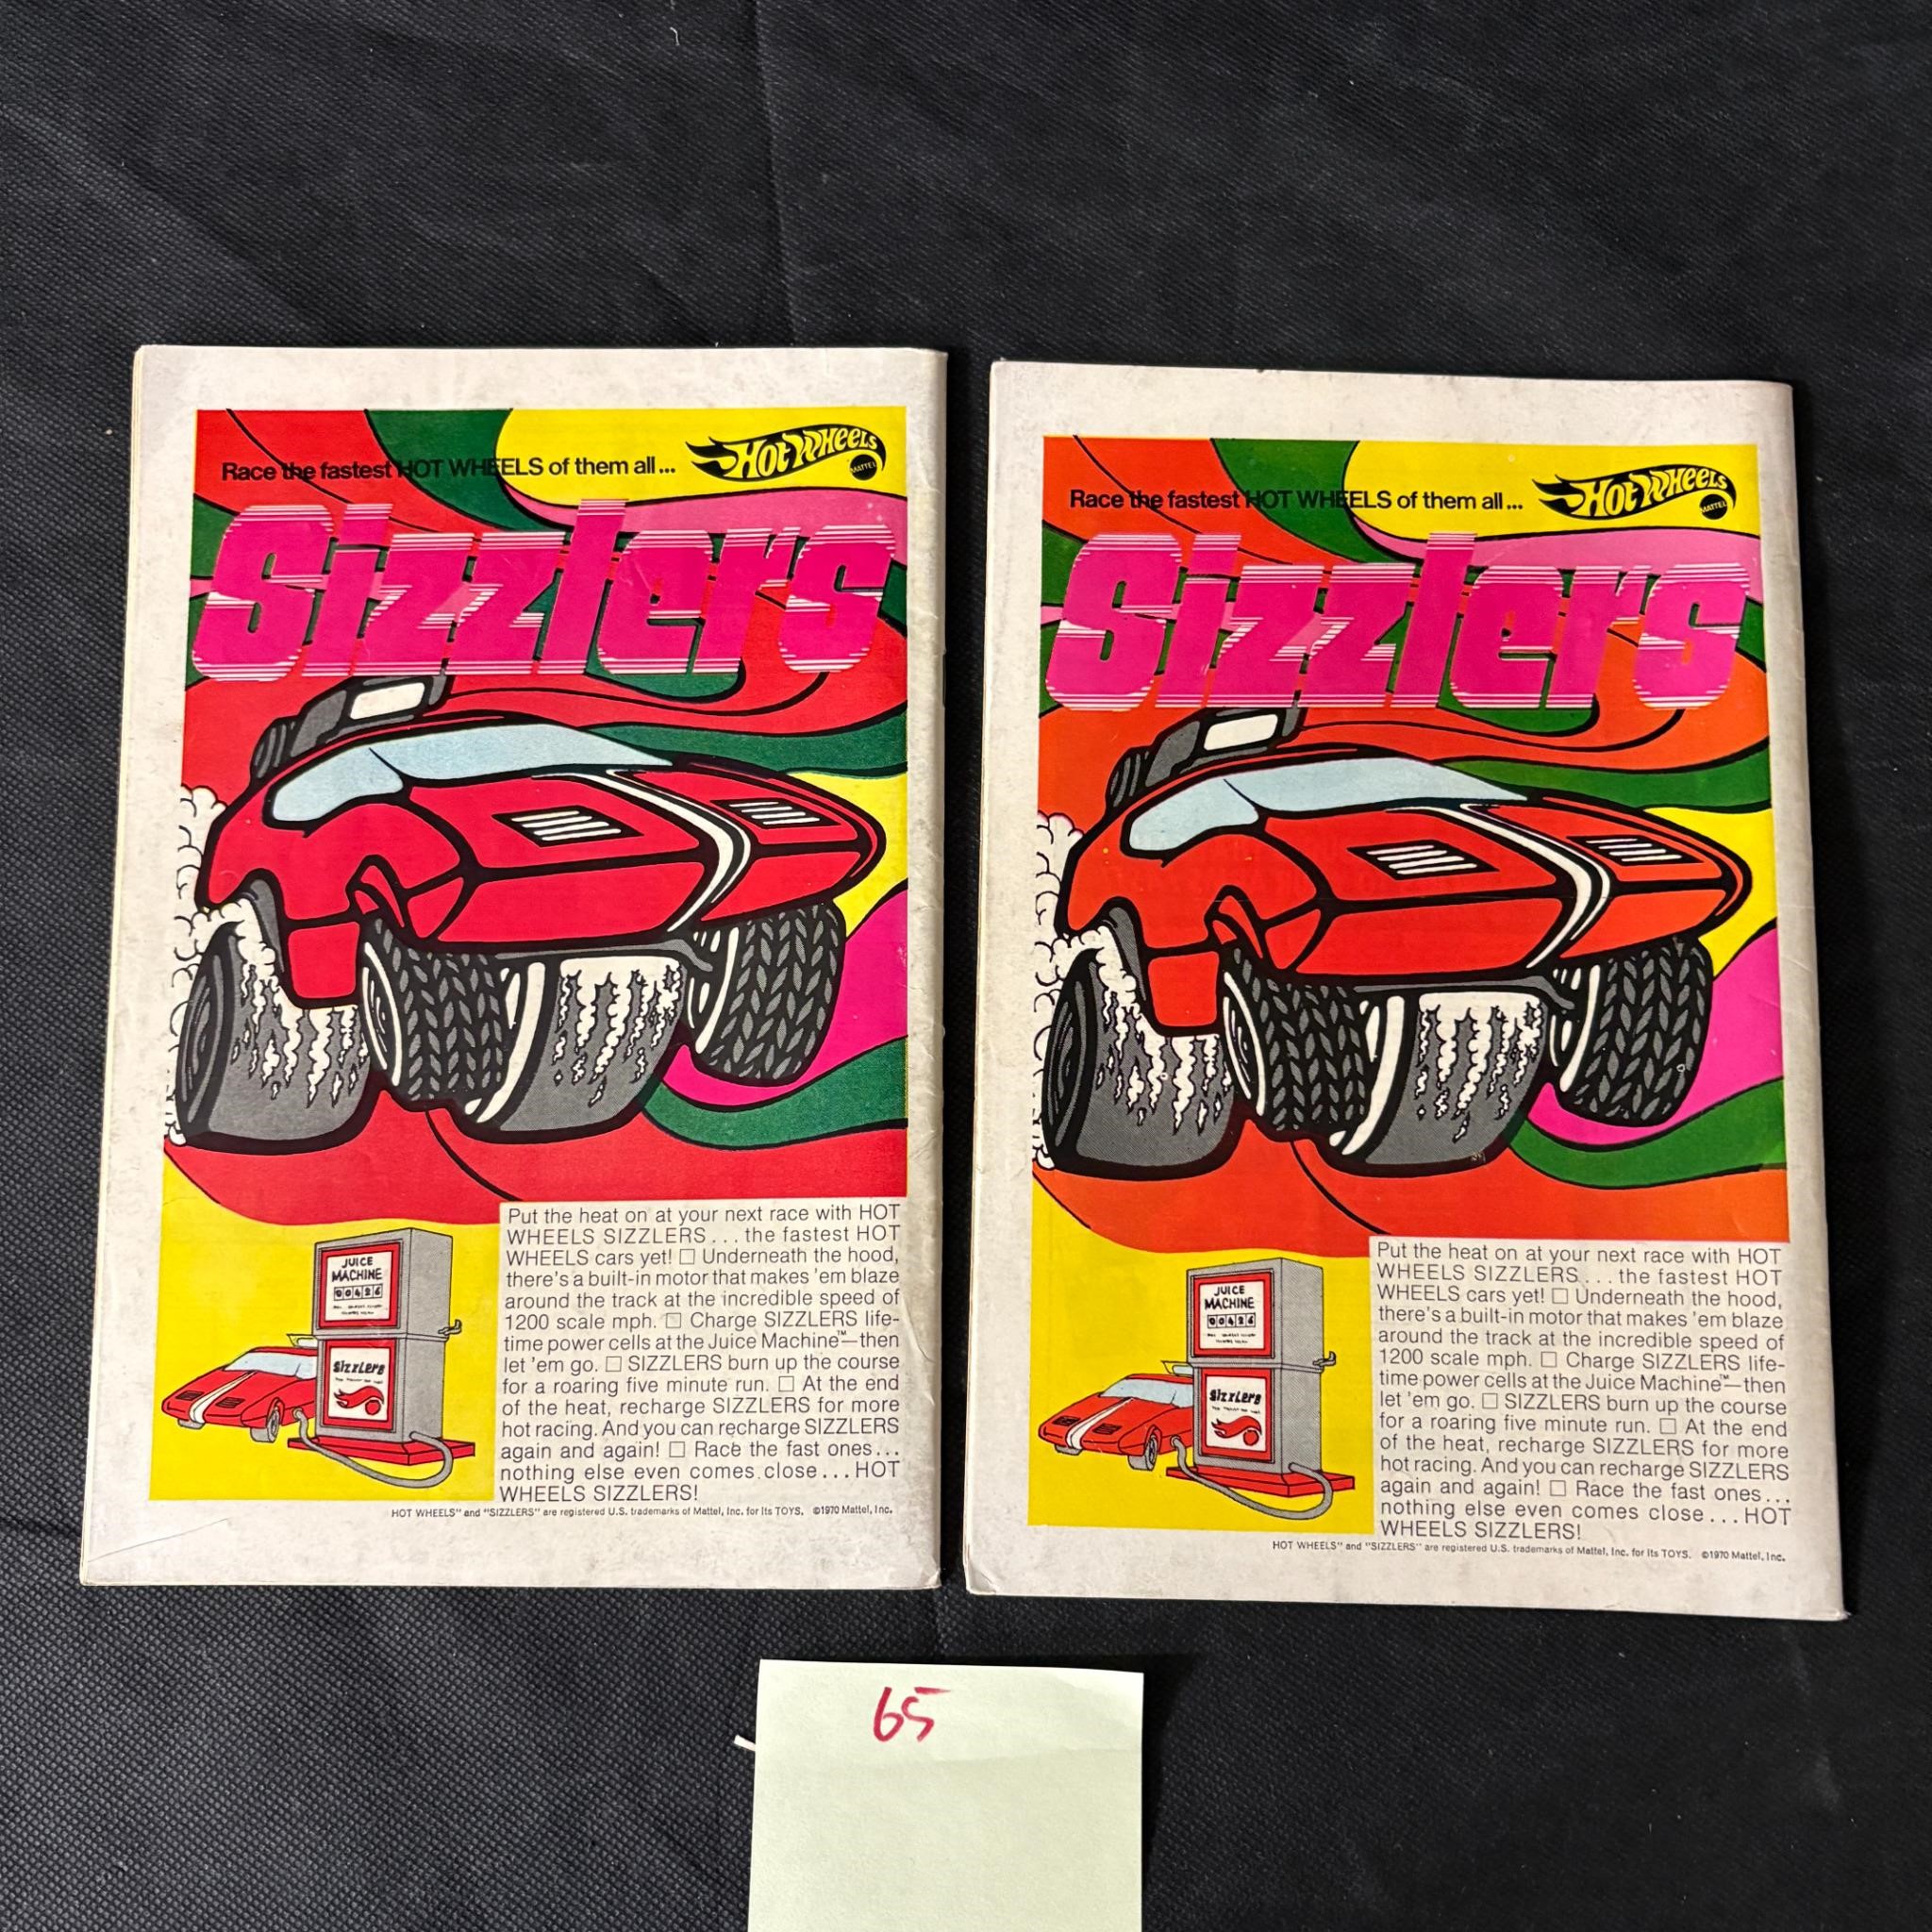 Race the fastest HOT WHEELS of them all...
Hot Wheels
MATTEL
Sizzlers
JUICE
MACHINE
00426
Sizzlers
Put the heat on at your next race with HOT
WHEELS SIZZLERS...the fastest HOT
WHEELS cars yet! □ Underneath the hood,
there's a built-in motor that makes 'em blaze
around the track at the incredible speed of
1200 scale mph. □ Charge SIZZLERS life-
time power cells at the Juice Machine™—then
let 'em go. □ SIZZLERS burn up the course
for a roaring five minute run. □ At the end
of the heat, recharge SIZZLERS for more
hot racing. And you can recharge SIZZLERS
again and again! □ Race the fast ones...
nothing else even comes close...HOT
WHEELS SIZZLERS!
HOT WHEELS" and "SIZZLERS" are registered U.S. trademarks of Mattel, Inc. for its TOYS. ©1970 Mattel, Inc.
Race the fastest HOT WHEELS of them all...
Hot Wheels
MATTEL
Sizzlers
JUICE
MACHINE
00426
Sizzlers
Put the heat on at your next race with HOT
WHEELS SIZZLERS...the fastest HOT
WHEELS cars yet! □ Underneath the hood,
there's a built-in motor that makes 'em blaze
around the track at the incredible speed of
1200 scale mph. □ Charge SIZZLERS life-
time power cells at the Juice Machine™—then
let 'em go. □ SIZZLERS burn up the course
for a roaring five minute run. □ At the end
of the heat, recharge SIZZLERS for more
hot racing. And you can recharge SIZZLERS
again and again! □ Race the fast ones...
nothing else even comes close...HOT
WHEELS SIZZLERS!
HOT WHEELS" and "SIZZLERS" are registered U.S. trademarks of Mattel, Inc. for its TOYS. ©1970 Mattel, Inc.
65